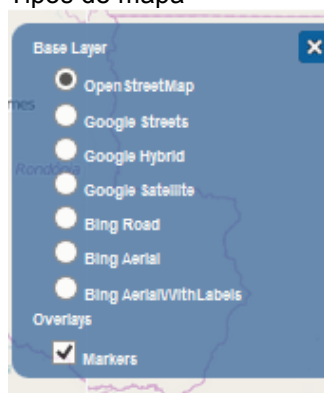 Tipos de mapa
Base Layer
OpenStreetMap
Google Streets
Google Hybrid
Rondônia
Google Satellite
Bing Road
Bing Aerial
Bing AerialWithLabels
Overlays
Markers